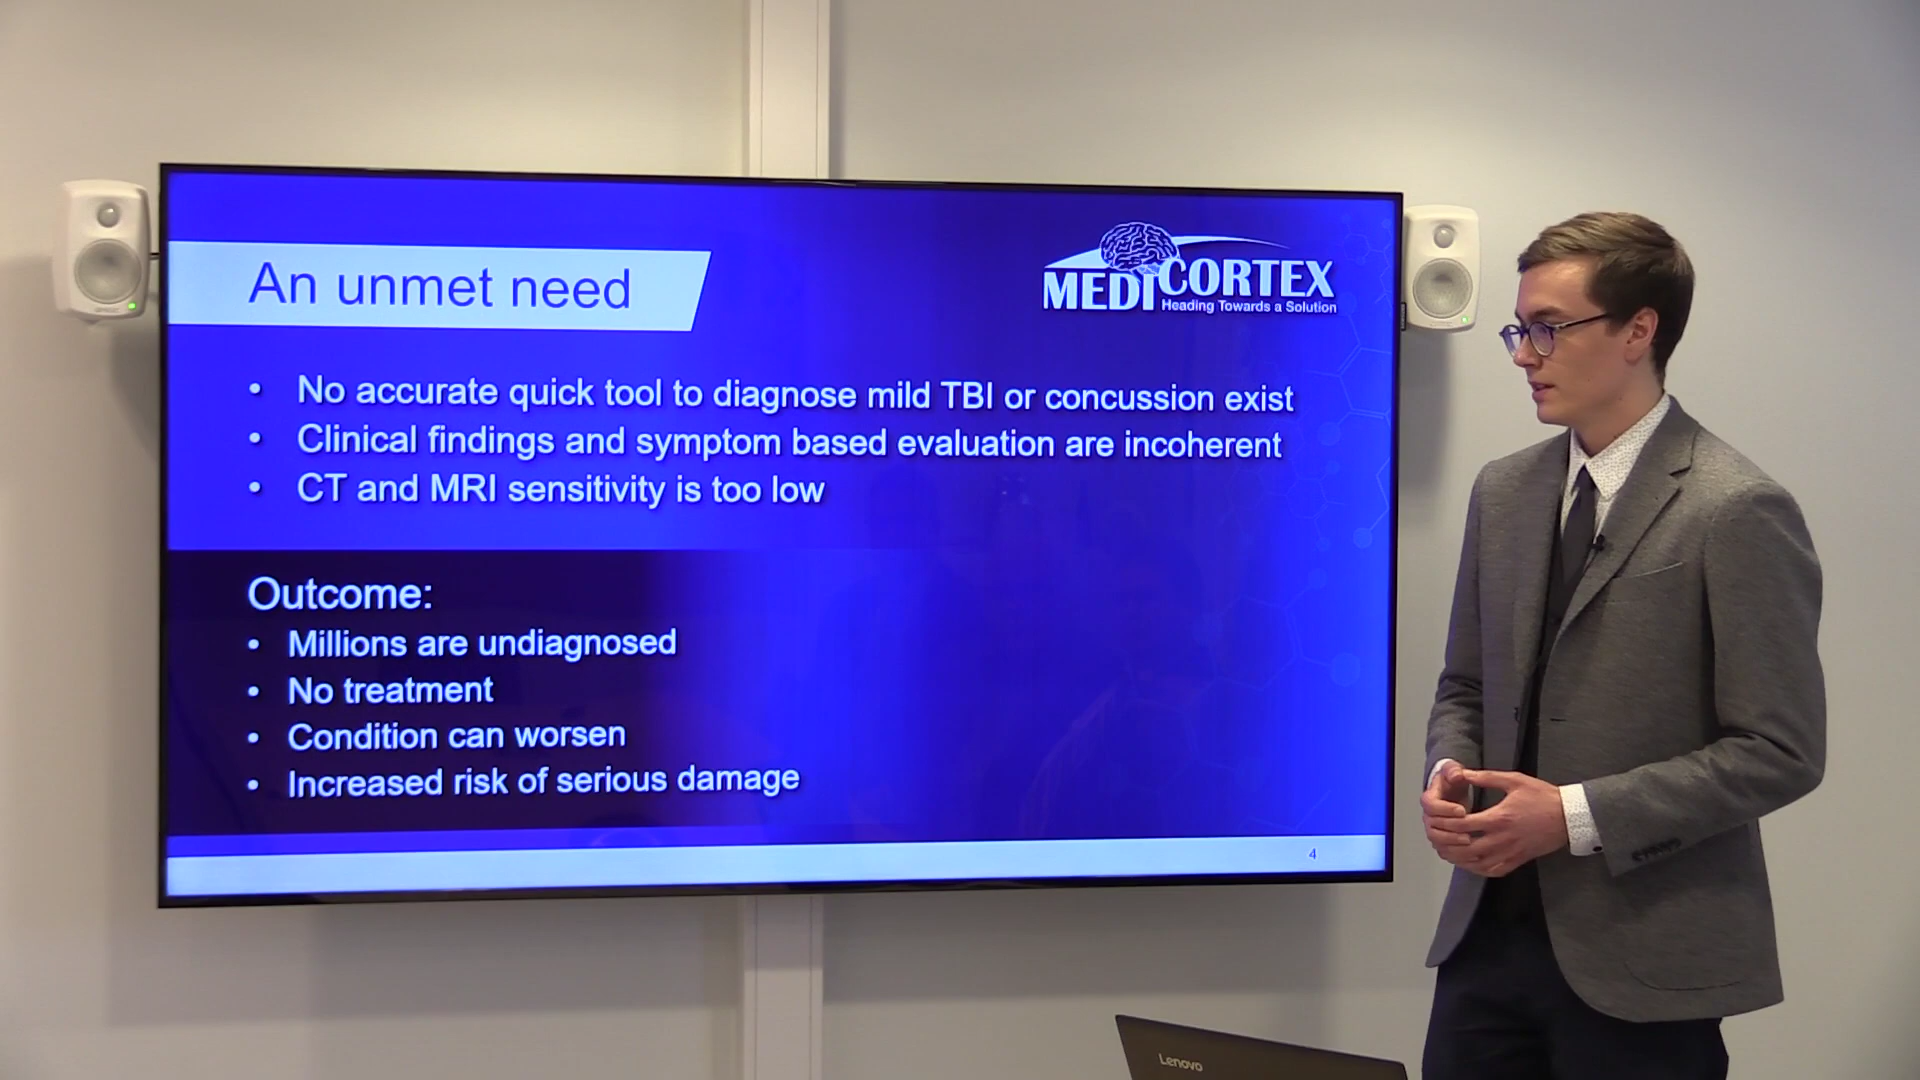 An unmet need
MEDICORTEX
Heading Towards a Solution
• No accurate quick tool to diagnose mild TBI or concussion exist
• Clinical findings and symptom based evaluation are incoherent
• CT and MRI sensitivity is too low
Outcome:
• Millions are undiagnosed
• No treatment
• Condition can worsen
• Increased risk of serious damage
4
Lenovo